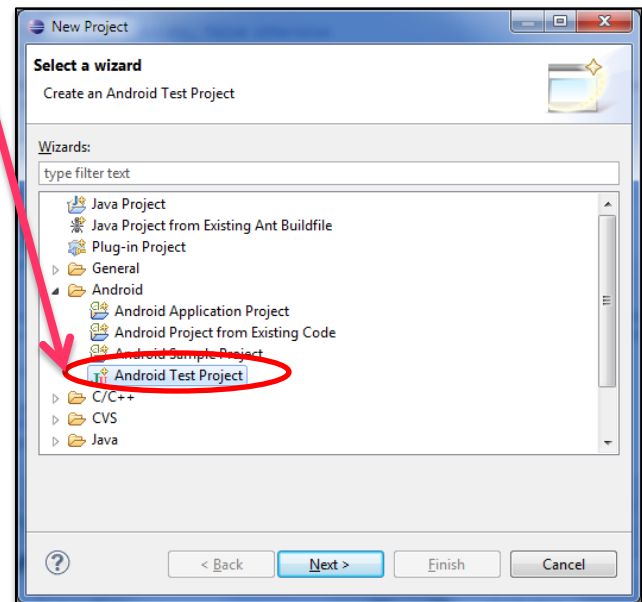 New Project
Select a wizard
Create an Android Test Project
Wizards:
type filter text
Java Project
Java Project from Existing Ant Buildfile
Plug-in Project
General
Android
Android Application Project
Android Project from Existing Code
Android Sample Project
Android Test Project
C/C++
CVS
Java
< Back
Next >
Finish
Cancel